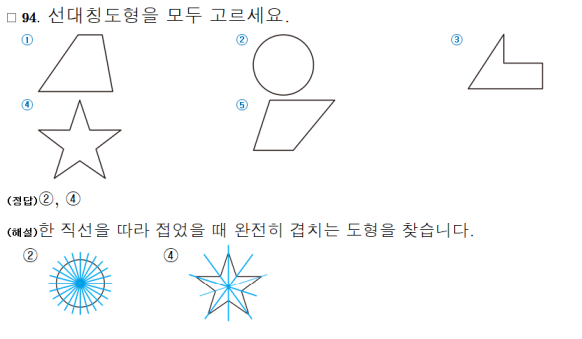 □ 94. 선대칭도형을 모두 고르세요.
① ② ③
④ ⑤
(정답)②, ④
(해설)한 직선을 따라 접었을 때 완전히 겹치는 도형을 찾습니다.
② ④